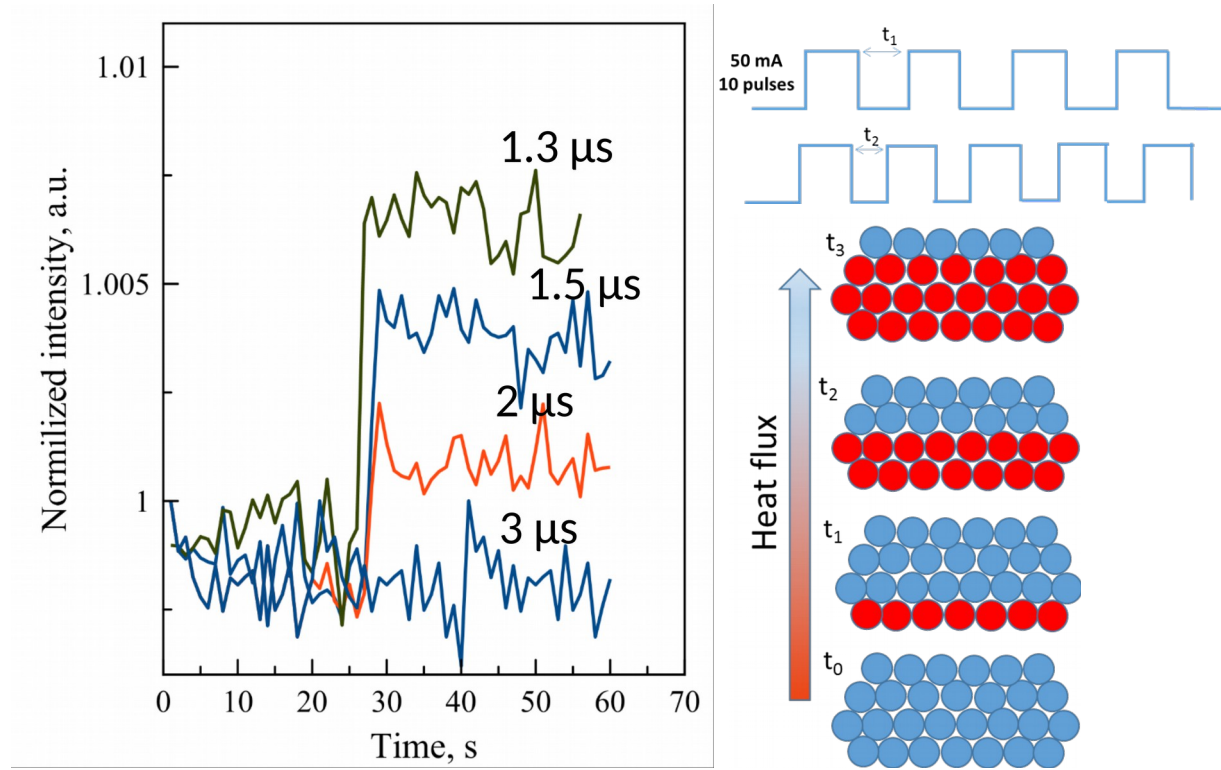 Normilized intensity, a.u.
1.01
1.005
1
0
10
20
30
40
50
60
70
Time, s
1.3 µs
1.5 µs
2 µs
3 µs
50 mA
10 pulses
t1
t2
Heat flux
t3
t2
t1
t0